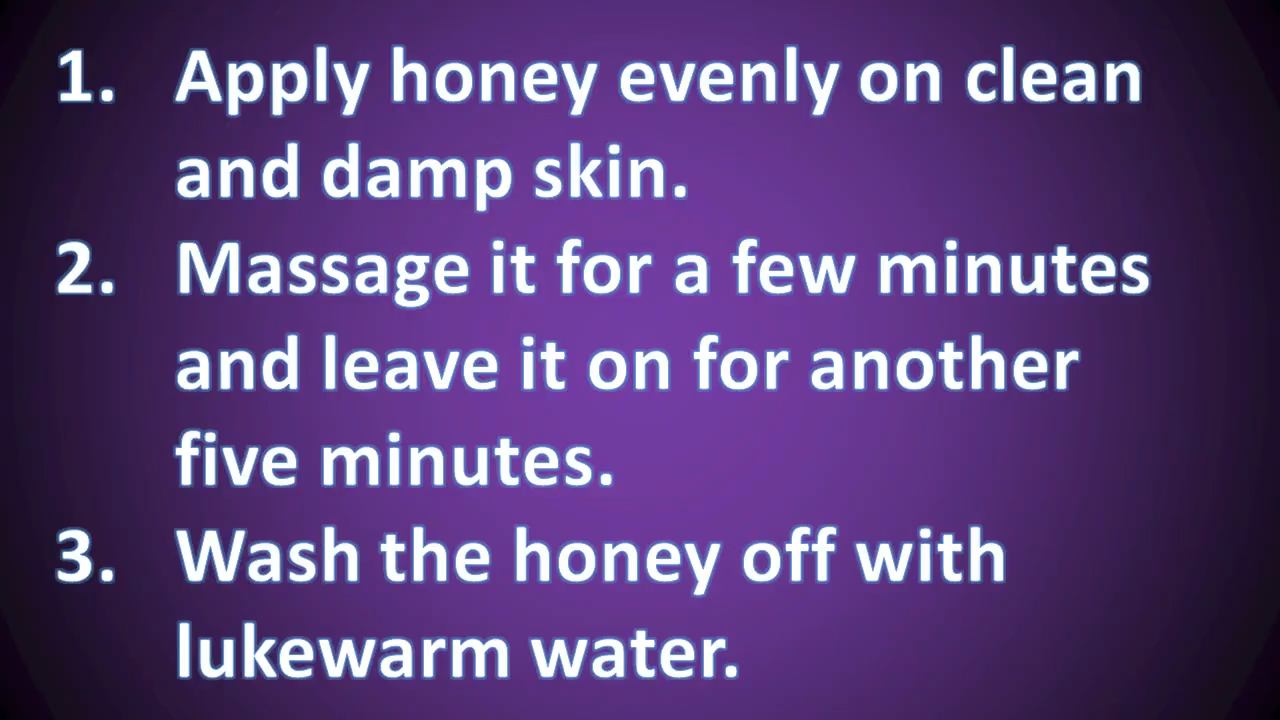 1. Apply honey evenly on clean
and damp skin.
2. Massage it for a few minutes
and leave it on for another
five minutes.
3. Wash the honey off with
lukewarm water.